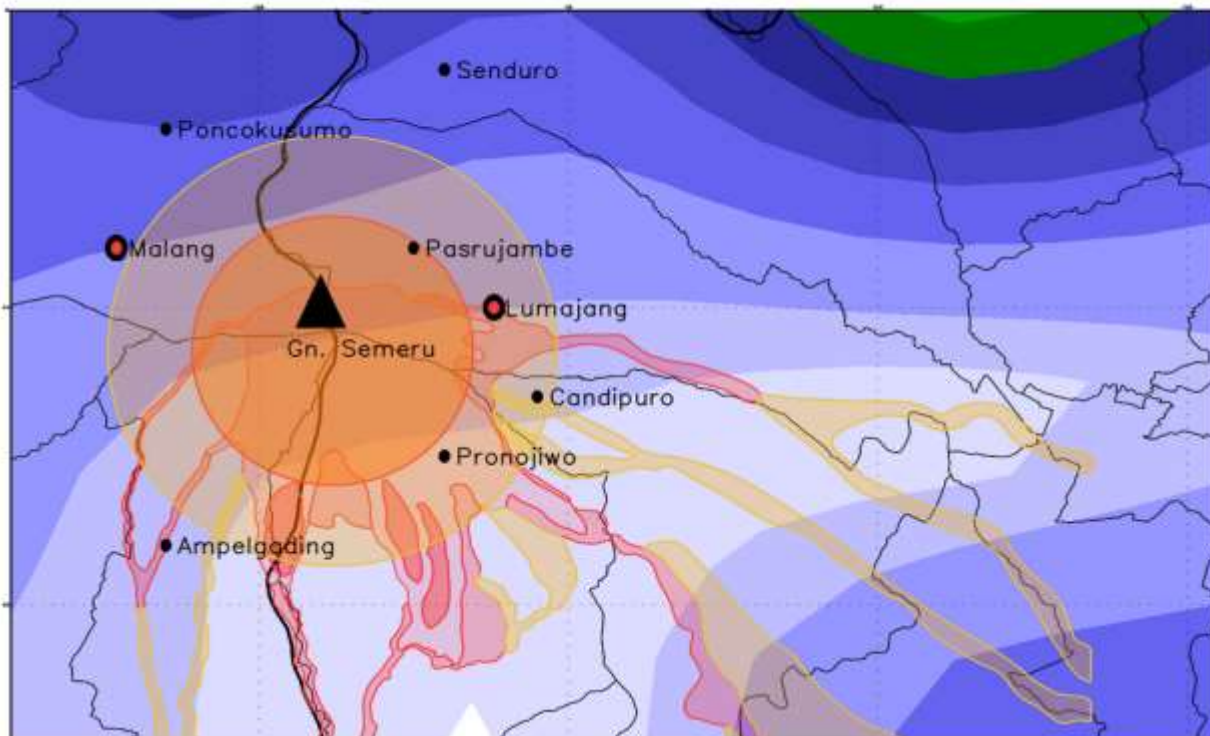 Senduro
Poncokusumo
Malang
Pasrujambe
Lumajang
Gn. Semeru
Candipuro
Pronojiwo
Ampelgading